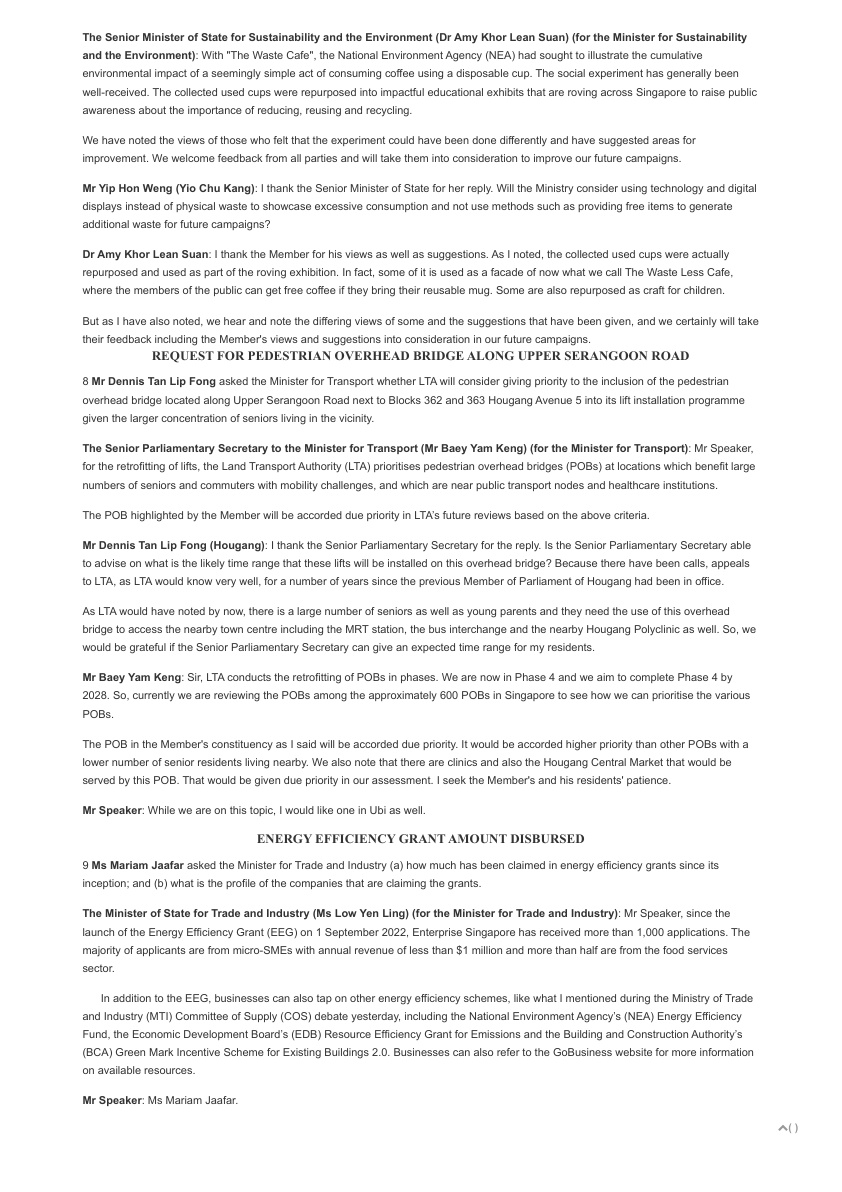 The Senior Minister of State for Sustainability and the Environment (Dr Amy Khor Lean Suan) (for the Minister for Sustainability
and the Environment): With "The Waste Cafe", the National Environment Agency (NEA) had sought to illustrate the cumulative
environmental impact of a seemingly simple act of consuming coffee using a disposable cup. The social experiment has generally been
well-received. The collected used cups were repurposed into impactful educational exhibits that are roving across Singapore to raise public
awareness about the importance of reducing, reusing and recycling.
We have noted the views of those who felt that the experiment could have been done differently and have suggested areas for
improvement. We welcome feedback from all parties and will take them into consideration to improve our future campaigns.
Mr Yip Hon Weng (Yio Chu Kang): I thank the Senior Minister of State for her reply. Will the Ministry consider using technology and digital
displays instead of physical waste to showcase excessive consumption and not use methods such as providing free items to generate
additional waste for future campaigns?
Dr Amy Khor Lean Suan: I thank the Member for his views as well as suggestions. As I noted, the collected used cups were actually
repurposed and used as part of the roving exhibition. In fact, some of it is used as a facade of now what we call The Waste Less Cafe,
where the members of the public can get free coffee if they bring their reusable mug. Some are also repurposed as craft for children.
But as I have also noted, we hear and note the differing views of some and the suggestions that have been given, and we certainly will take
their feedback including the Member's views and suggestions into consideration in our future campaigns.
REQUEST FOR PEDESTRIAN OVERHEAD BRIDGE ALONG UPPER SERANGOON ROAD
8 Mr Dennis Tan Lip Fong asked the Minister for Transport whether LTA will consider giving priority to the inclusion of the pedestrian
overhead bridge located along Upper Serangoon Road next to Blocks 362 and 363 Hougang Avenue 5 into its lift installation programme
given the larger concentration of seniors living in the vicinity.
The Senior Parliamentary Secretary to the Minister for Transport (Mr Baey Yam Keng) (for the Minister for Transport): Mr Speaker,
for the retrofitting of lifts, the Land Transport Authority (LTA) prioritises pedestrian overhead bridges (POBs) at locations which benefit large
numbers of seniors and commuters with mobility challenges, and which are near public transport nodes and healthcare institutions.
The POB highlighted by the Member will be accorded due priority in LTA's future reviews based on the above criteria.
Mr Dennis Tan Lip Fong (Hougang): I thank the Senior Parliamentary Secretary for the reply. Is the Senior Parliamentary Secretary able
to advise on what is the likely time range that these lifts will be installed on this overhead bridge? Because there have been calls, appeals
to LTA, as LTA would know very well, for a number of years since the previous Member of Parliament of Hougang had been in office.
As LTA would have noted by now, there is a large number of seniors as well as young parents and they need the use of this overhead
bridge to access the nearby town centre including the MRT station, the bus interchange and the nearby Hougang Polyclinic as well. So, we
would be grateful if the Senior Parliamentary Secretary can give an expected time range for my residents.
Mr Baey Yam Keng: Sir, LTA conducts the retrofitting of POBs in phases. We are now in Phase 4 and we aim to complete Phase 4 by
2028. So, currently we are reviewing the POBs among the approximately 600 POBs in Singapore to see how we can prioritise the various
POBs.
The POB in the Member's constituency as I said will be accorded due priority. It would be accorded higher priority than other POBs with a
lower number of senior residents living nearby. We also note that there are clinics and also the Hougang Central Market that would be
served by this POB. That would be given due priority in our assessment. I seek the Member's and his residents' patience.
Mr Speaker: While we are on this topic, I would like one in Ubi as well.
ENERGY EFFICIENCY GRANT AMOUNT DISBURSED
9 Ms Mariam Jaafar asked the Minister for Trade and Industry (a) how much has been claimed in energy efficiency grants since its
inception; and (b) what is the profile of the companies that are claiming the grants.
The Minister of State for Trade and Industry (Ms Low Yen Ling) (for the Minister for Trade and Industry): Mr Speaker, since the
launch of the Energy Efficiency Grant (EEG) on 1 September 2022, Enterprise Singapore has received more than 1,000 applications. The
majority of applicants are from micro-SMEs with annual revenue of less than $1 million and more than half are from the food services
sector.
In addition to the EEG, businesses can also tap on other energy efficiency schemes, like what I mentioned during the Ministry of Trade
and Industry (MTI) Committee of Supply (COS) debate yesterday, including the National Environment Agency's (NEA) Energy Efficiency
Fund, the Economic Development Board's (EDB) Resource Efficiency Grant for Emissions and the Building and Construction Authority's
(BCA) Green Mark Incentive Scheme for Existing Buildings 2.0. Businesses can also refer to the GoBusiness website for more information
on available resources.
Mr Speaker: Ms Mariam Jaafar.
( )